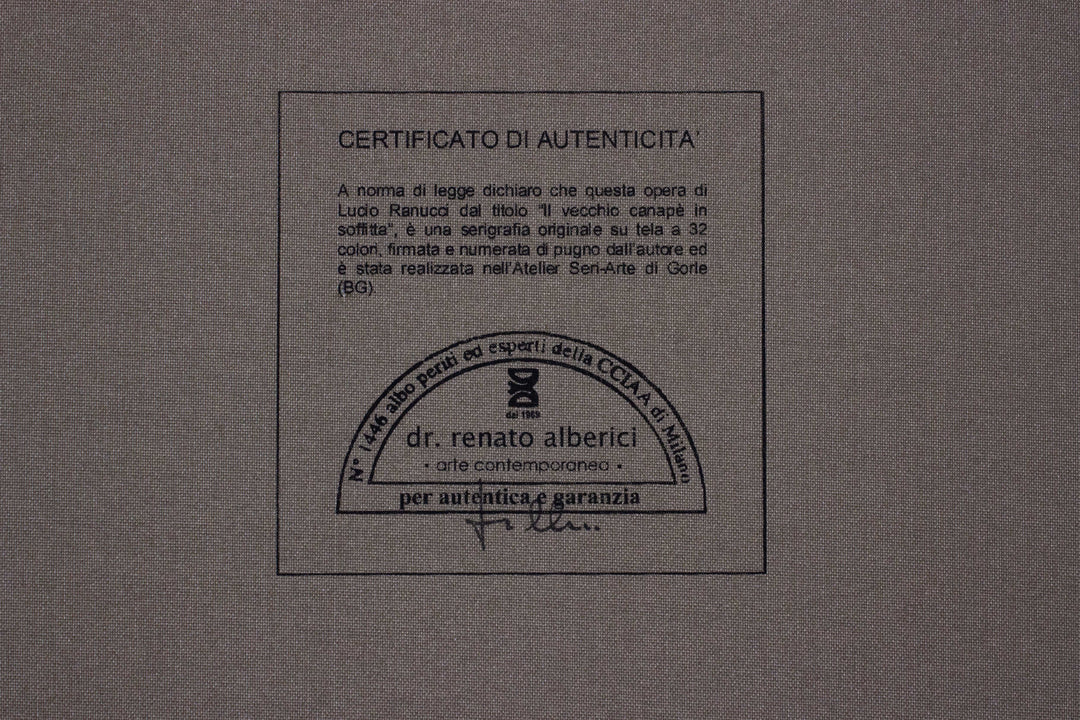 CERTIFICATO DI AUTENTICITA'
A norma di legge dichiaro che questa opera di
Lucio Ranucci dal titolo "Il vecchio canapè in
soffitta", è una serigrafia originale su tela a 32
colori, firmata e numerata di pugno dall'autore ed
è stata realizzata nell'Atelier Seri-Arte di Gorle
(BG).
N° 1446 albo periti ed esperti della CCIAA di Milano
dal 1969
dr. renato alberici
• arte contemporanea •
per autentica e garanzia